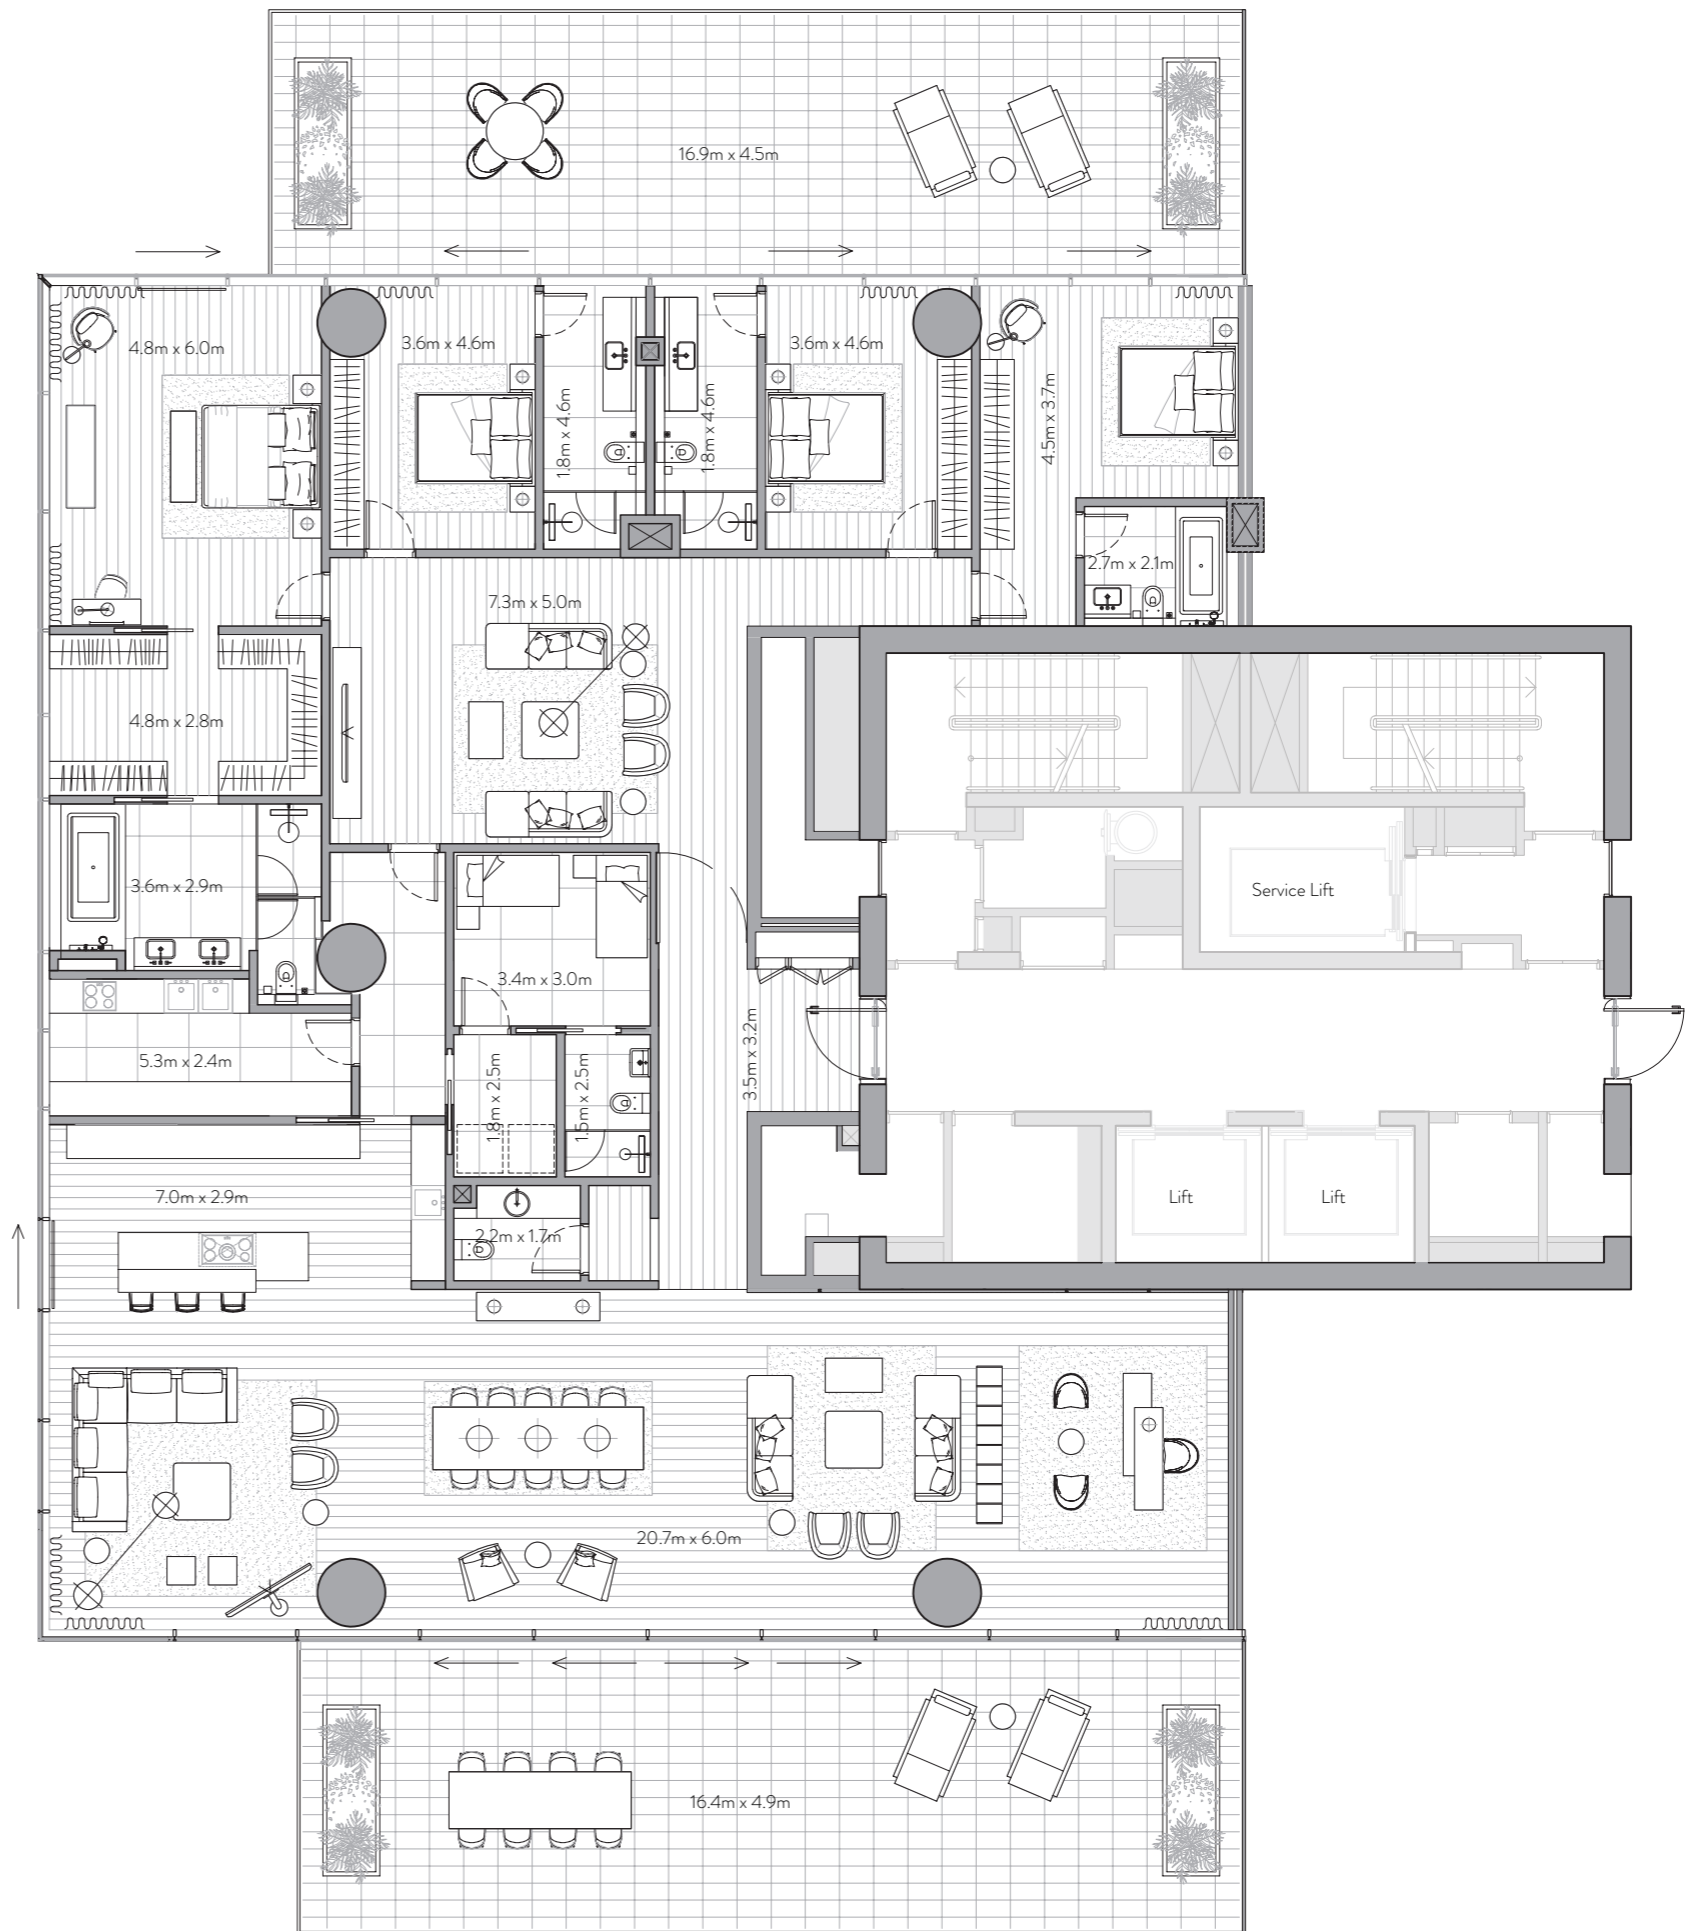 16.9m x 4.5m
4.8m x 6.0m
3.6m x 4.6m
3.6m x 4.6m
1.8m x 4.6m
1.8m x 4.6m
4.5m x 3.7m
2.7m x 2.1m
7.3m x 5.0m
4.8m x 2.8m
3.6m x 2.9m
Service Lift
3.4m x 3.0m
5.3m x 2.4m
3.5m x 3.2m
1.8m x 2.5m
1.5m x 2.5m
7.0m x 2.9m
Lift
Lift
2.2m x 1.7m
20.7m x 6.0m
16.4m x 4.9m